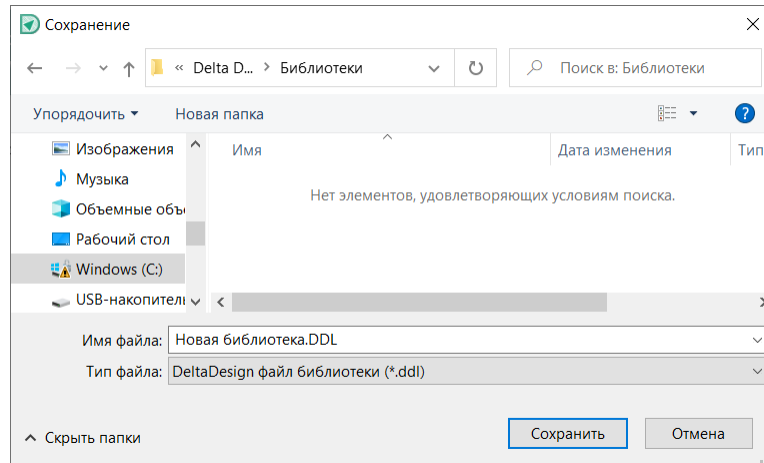 Сохранение
« Delta D... > Библиотеки
Поиск в: Библиотеки
Упорядочить Новая папка
?
Изображения
Музыка
Объемные объ
Рабочий стол
Windows (C:)
USB-накопитель
Имя Дата изменения Тип
Нет элементов, удовлетворяющих условиям поиска.
Имя файла: Новая библиотека.DDL
Тип файла: DeltaDesign файл библиотеки (*.ddl)
Скрыть папки
Сохранить Отмена